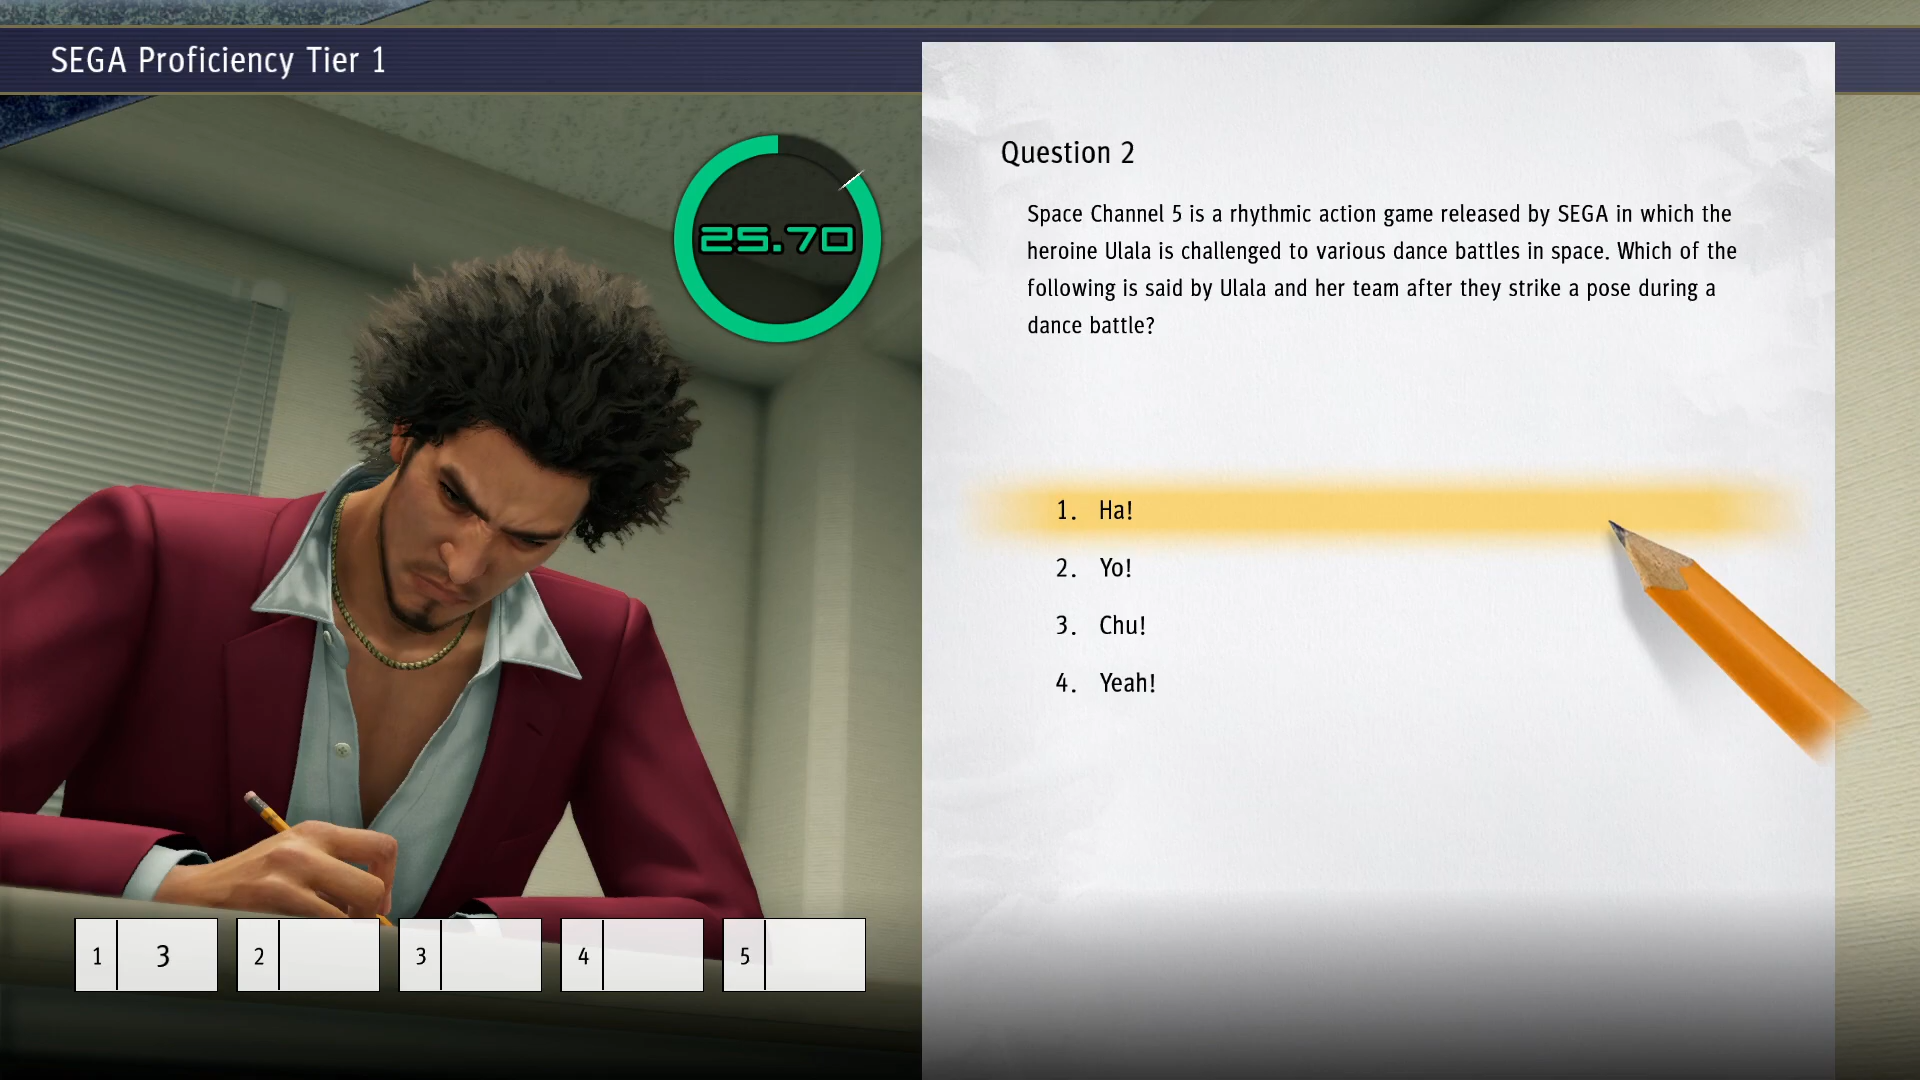 SEGA Proficiency Tier 1
25.70
Question 2
Space Channel 5 is a rhythmic action game released by SEGA in which the
heroine Ulala is challenged to various dance battles in space. Which of the
following is said by Ulala and her team after they strike a pose during a
dance battle?
1. Ha!
2. Yo!
3. Chu!
4. Yeah!
1 3 2 3 4 5